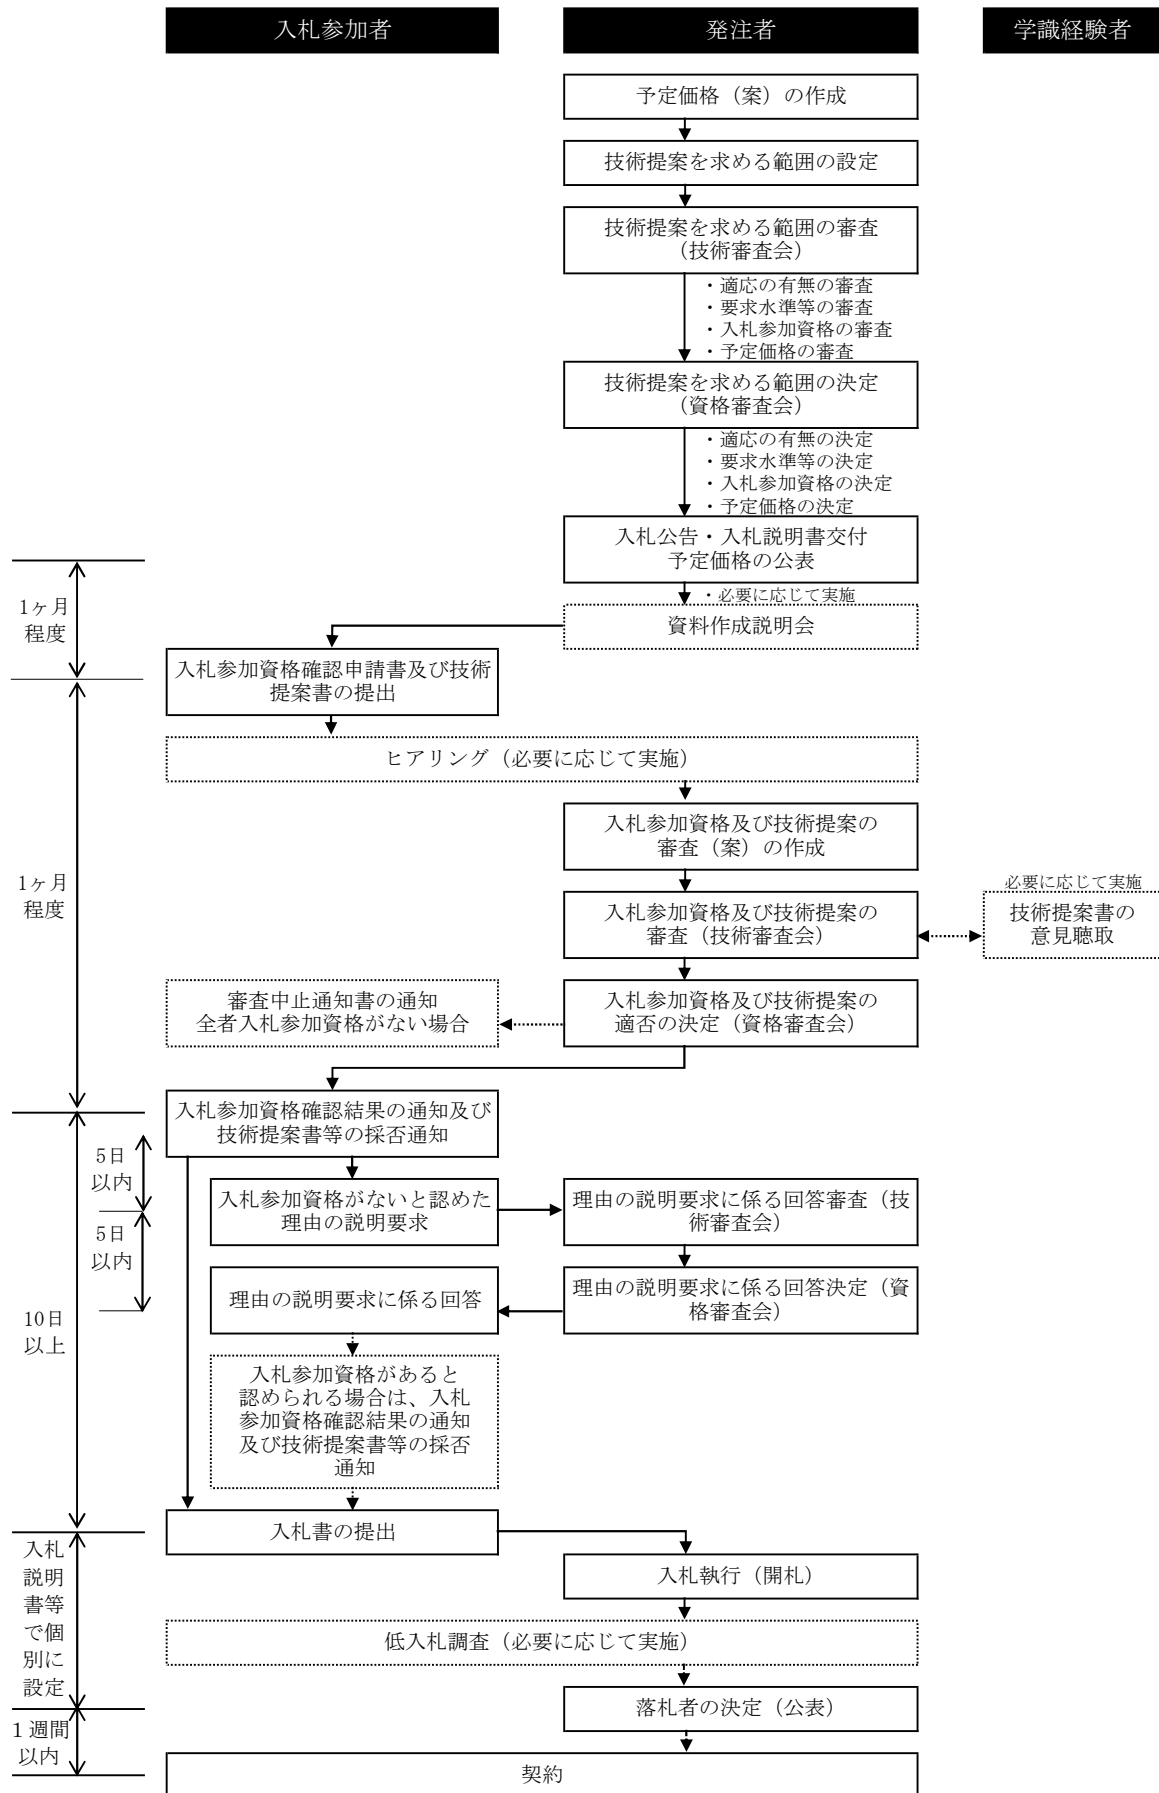 入札参加者
発注者
学識経験者
予定価格（案）の作成
技術提案を求める範囲の設定
技術提案を求める範囲の審査
（技術審査会）
・適応の有無の審査
・要求水準等の審査
・入札参加資格の審査
・予定価格の審査
技術提案を求める範囲の決定
（資格審査会）
・適応の有無の決定
・要求水準等の決定
・入札参加資格の決定
・予定価格の決定
入札公告・入札説明書交付
予定価格の公表
1ヶ月
程度
・必要に応じて実施
資料作成説明会
入札参加資格確認申請書及び技術
提案書の提出
ヒアリング（必要に応じて実施）
入札参加資格及び技術提案の
審査（案）の作成
1ヶ月
程度
入札参加資格及び技術提案の
審査（技術審査会）
必要に応じて実施
技術提案書の
意見聴取
審査中止通知書の通知
全者入札参加資格がない場合
入札参加資格及び技術提案の
適否の決定（資格審査会）
入札参加資格確認結果の通知及び
技術提案書等の採否通知
5日
以内
入札参加資格がないと認めた
理由の説明要求
理由の説明要求に係る回答審査（技
術審査会）
5日
以内
理由の説明要求に係る回答
理由の説明要求に係る回答決定（資
格審査会）
10日
以上
入札参加資格があると
認められる場合は、入札
参加資格確認結果の通知
及び技術提案書等の採否
通知
入札書の提出
入札
説明
書等
で個
別に
設定
入札執行（開札）
低入札調査（必要に応じて実施）
落札者の決定（公表）
１週間
以内
契約